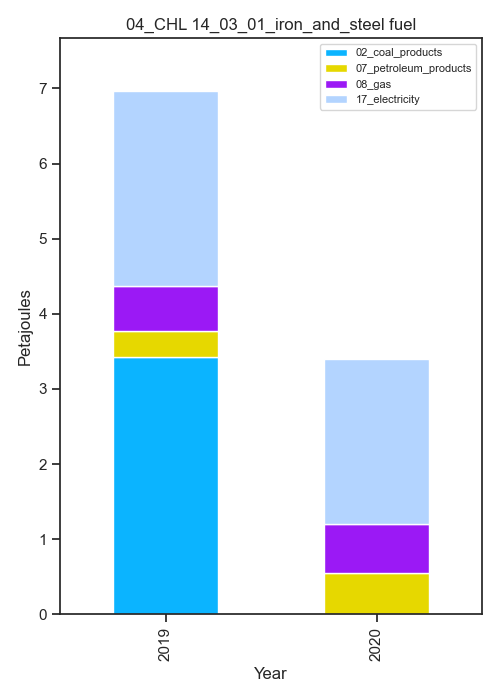 04_CHL 14_03_01_iron_and_steel fuel
02_coal_products
07_petroleum_products
08_gas
17_electricity
Petajoules
7
6
5
4
3
2
1
0
2019
2020
Year